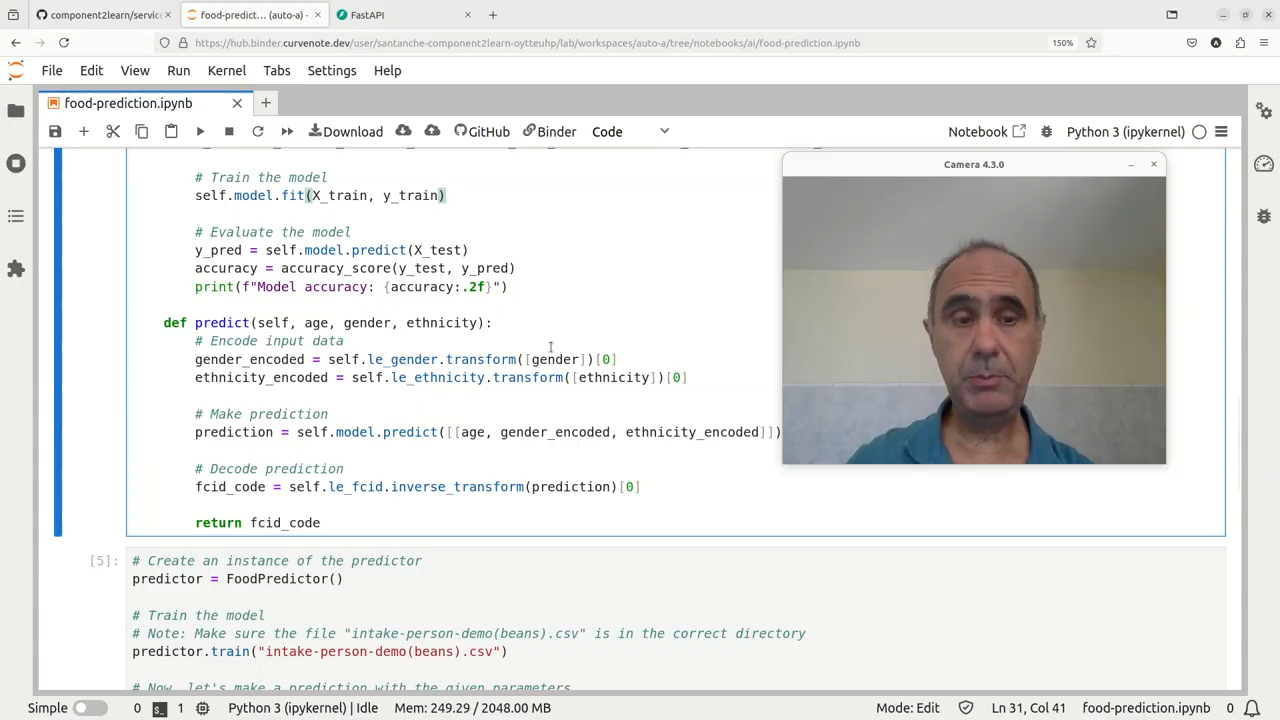 component2learn/servic
food-predict… (auto-a) -
FastAPI
https://hub.binder.curvenote.dev/user/santanche-component2learn-oytteuhp/lab/workspaces/auto-a/tree/notebooks/ai/food-prediction.ipynb
150%
File Edit View Run Kernel Tabs Settings Help
food-prediction.ipynb
Download GitHub Binder Code Notebook Python 3 (ipykernel)
Camera 4.3.0
# Train the model
self.model.fit(X_train, y_train)
# Evaluate the model
y_pred = self.model.predict(X_test)
accuracy = accuracy_score(y_test, y_pred)
print(f"Model accuracy: {accuracy:.2f}")
def predict(self, age, gender, ethnicity):
# Encode input data
gender_encoded = self.le_gender.transform([gender])[0]
ethnicity_encoded = self.le_ethnicity.transform([ethnicity])[0]
# Make prediction
prediction = self.model.predict([[age, gender_encoded, ethnicity_encoded]])
# Decode prediction
fcid_code = self.le_fcid.inverse_transform(prediction)[0]
return fcid_code
[5]:
# Create an instance of the predictor
predictor = FoodPredictor()
# Train the model
# Note: Make sure the file "intake-person-demo(beans).csv" is in the correct directory
predictor.train("intake-person-demo(beans).csv")
# Now, let's make a prediction with the given parameters
Simple 0 1 Python 3 (ipykernel) | Idle Mem: 249.29 / 2048.00 MB Mode: Edit Ln 31, Col 41 food-prediction.ipynb 0